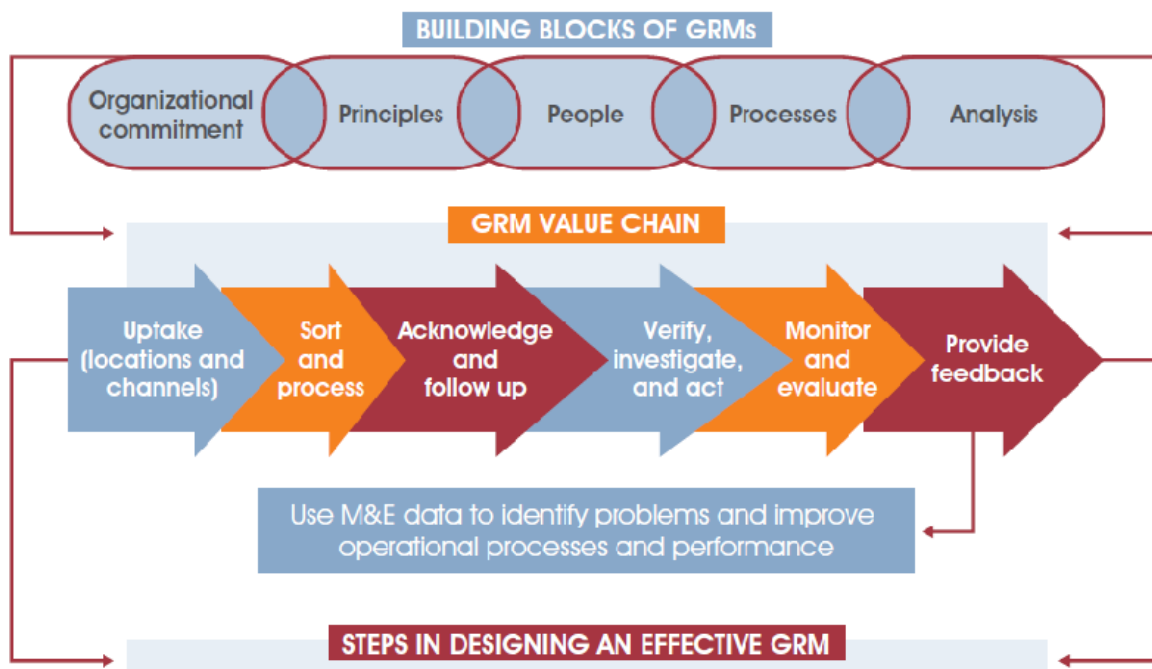 BUILDING BLOCKS OF GRMs
Organizational
commitment
Principles
People
Processes
Analysis
GRM VALUE CHAIN
Uptake
(locations and
channels)
Sort
and
process
Acknowledge
and
follow up
Verify,
investigate,
and act
Monitor
and
evaluate
Provide
feedback
Use M&E data to identify problems and improve
operational processes and performance
STEPS IN DESIGNING AN EFFECTIVE GRM